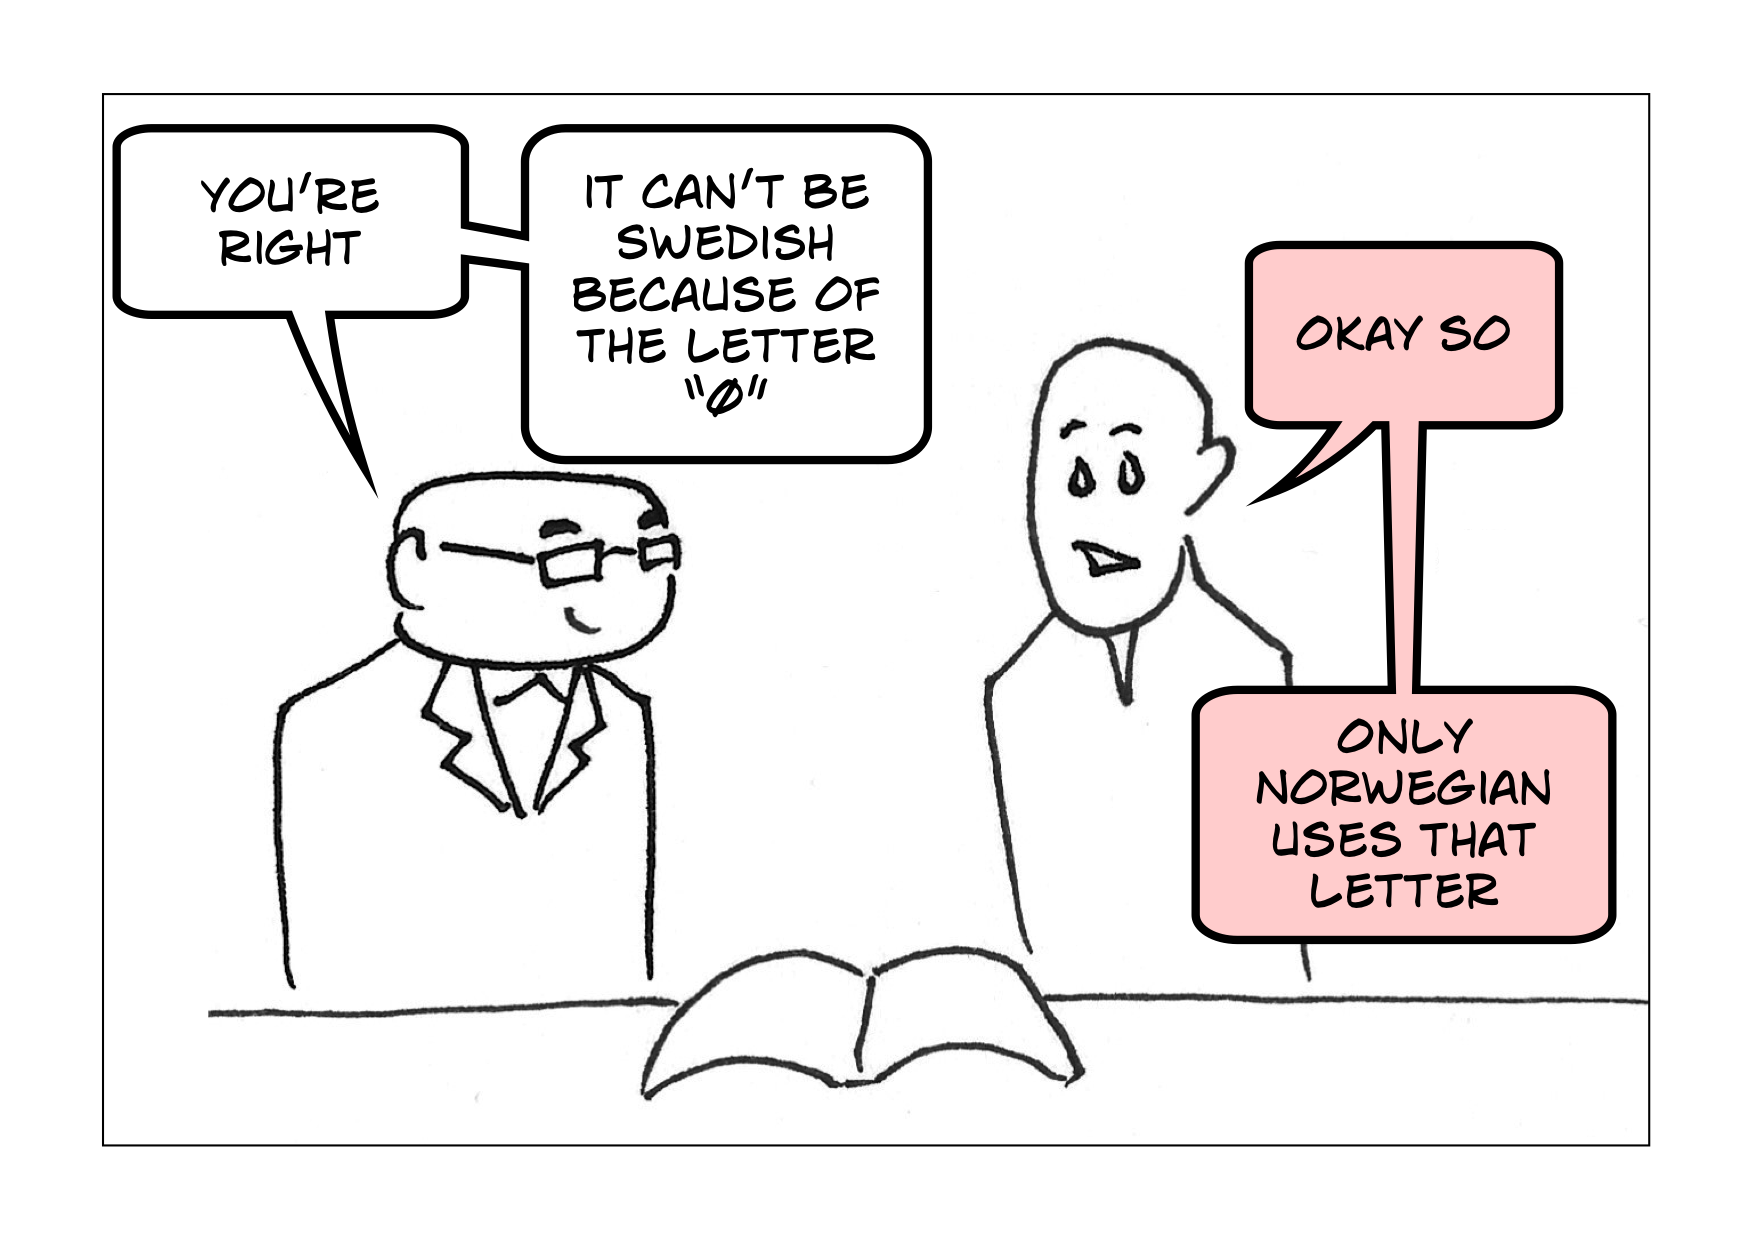 YOU'RE
RIGHT
IT CAN'T BE
SWEDISH
BECAUSE OF
THE LETTER
"Ø"
OKAY SO
ONLY
NORWEGIAN
USES THAT
LETTER